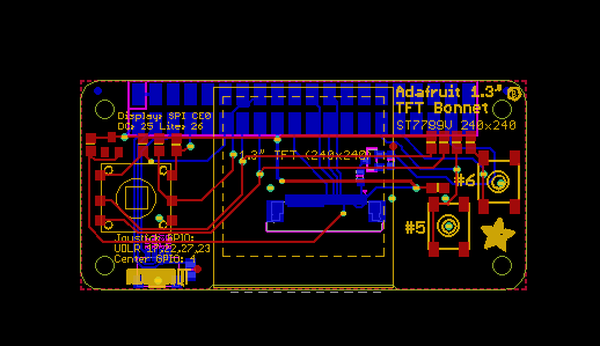 Adafruit 1.3"
TFT Bonnet
ST7789V 240x240
Display: SPI CE0
DC: 25 Lite: 26
1.3" TFT (240x240)
#6
#5
Joystick GPIO:
UDLR 17,22,27,23
Center GPIO: 4